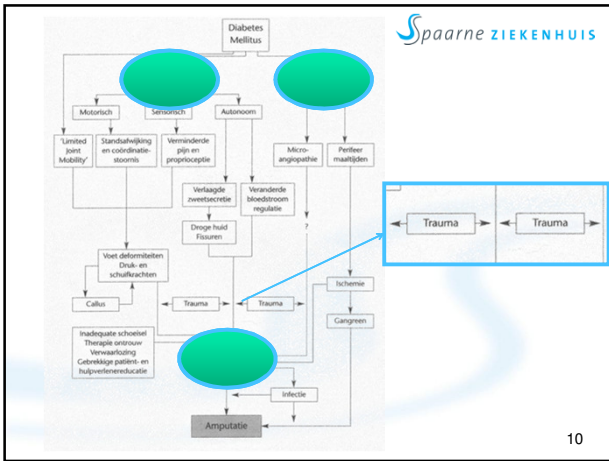 Diabetes
Mellitus
Spaarne ZIEKENHUIS
Motorisch
Sensorisch
Autonoom
'Limited
Joint
Mobility'
Standsafwijking
en coördinatie-
stoornis
Verminderde
pijn en
proprioceptie
Micro-
angiopathie
Perifeer
maaltijden
Verlaagde
zweetsecretie
Veranderde
bloedstroom
regulatie
Droge huid
Fissuren
?
Trauma
Trauma
Voet deformiteiten
Druk- en
schuifkrachten
Ischemie
Callus
Trauma
Trauma
Gangreen
Inadequate schoeisel
Therapie ontrouw
Verwaarlozing
Gebrekkige patiënt- en
hulpverlenereducatie
Infectie
Amputatie
10